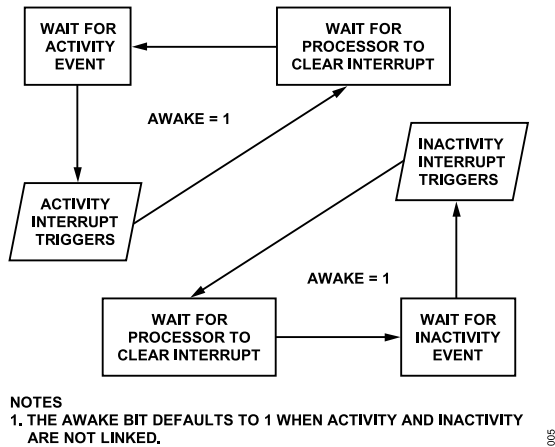 WAIT FOR
ACTIVITY
EVENT
WAIT FOR
PROCESSOR TO
CLEAR INTERRUPT
AWAKE = 1
ACTIVITY
INTERRUPT
TRIGGERS
INACTIVITY
INTERRUPT
TRIGGERS
AWAKE = 1
WAIT FOR
PROCESSOR TO
CLEAR INTERRUPT
WAIT FOR
INACTIVITY
EVENT
NOTES
1. THE AWAKE BIT DEFAULTS TO 1 WHEN ACTIVITY AND INACTIVITY
ARE NOT LINKED.
005